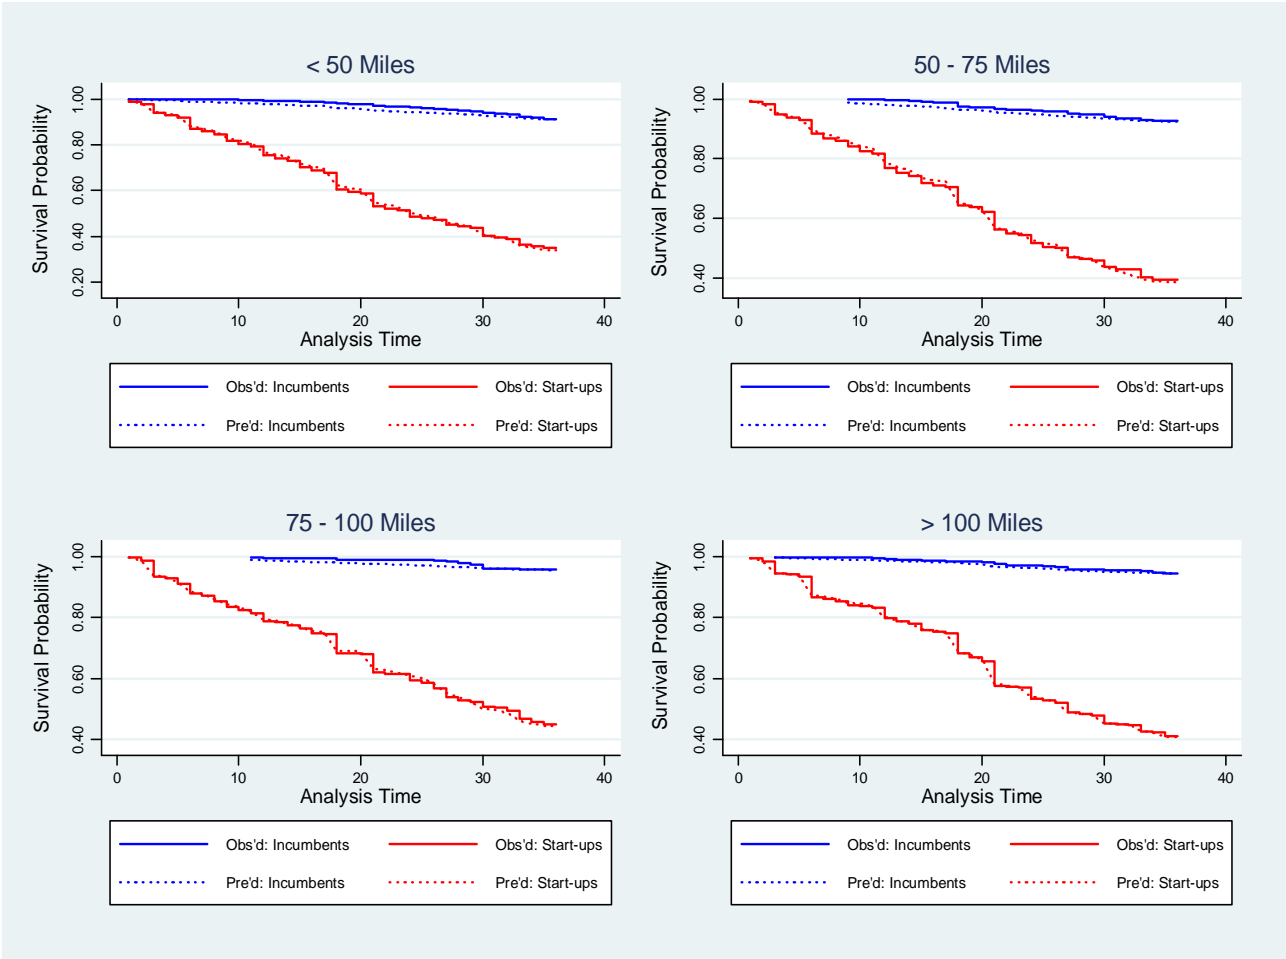 < 50 Miles
Survival Probability
1.00
0.80
0.60
0.40
0.20
0 10 20 30 40
Analysis Time
Obs'd: Incumbents Obs'd: Start-ups
Pre'd: Incumbents Pre'd: Start-ups
50 - 75 Miles
Survival Probability
1.00
0.80
0.60
0.40
0 10 20 30 40
Analysis Time
Obs'd: Incumbents Obs'd: Start-ups
Pre'd: Incumbents Pre'd: Start-ups
75 - 100 Miles
Survival Probability
1.00
0.80
0.60
0.40
0 10 20 30 40
Analysis Time
Obs'd: Incumbents Obs'd: Start-ups
Pre'd: Incumbents Pre'd: Start-ups
> 100 Miles
Survival Probability
1.00
0.80
0.60
0.40
0 10 20 30 40
Analysis Time
Obs'd: Incumbents Obs'd: Start-ups
Pre'd: Incumbents Pre'd: Start-ups